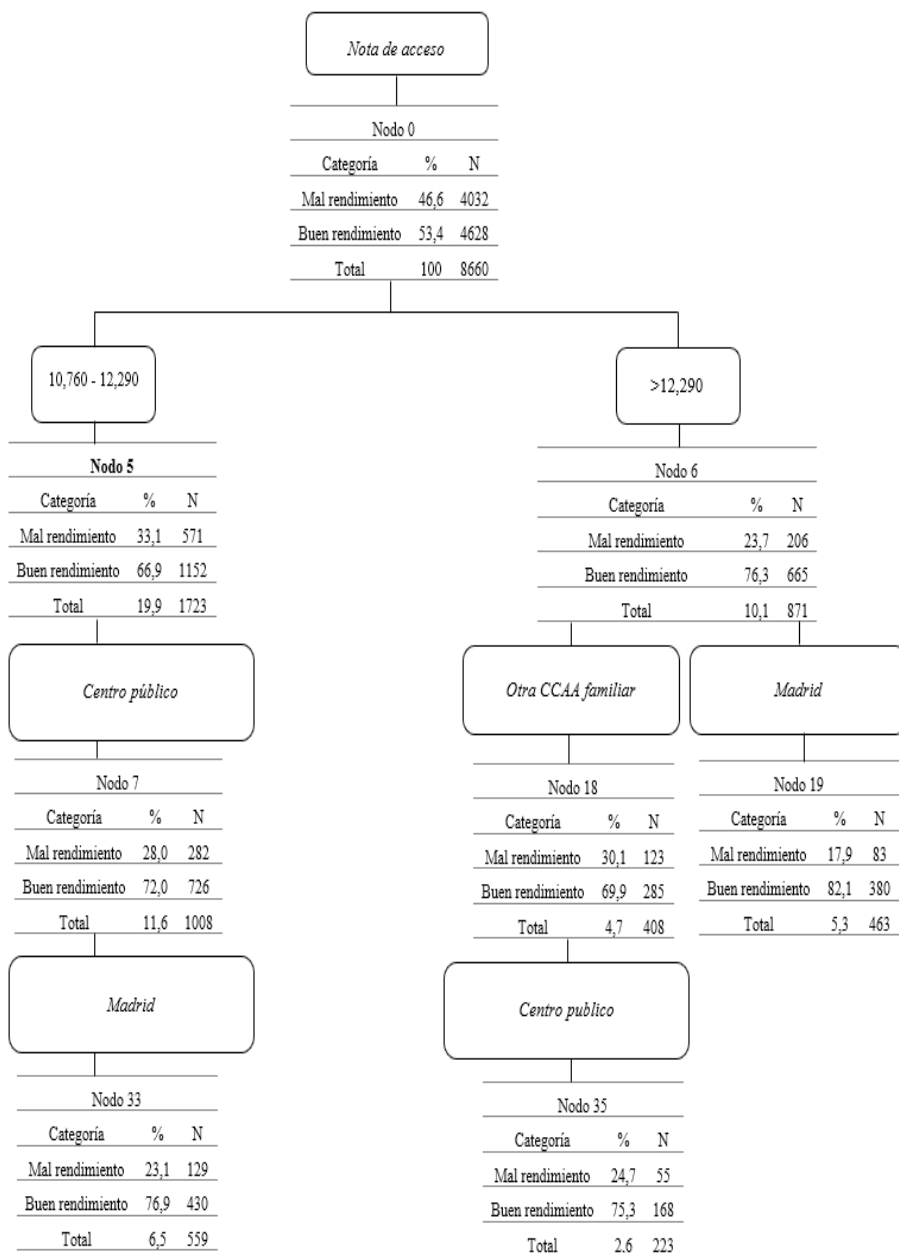 Nota de acceso
Nodo 0
Categoría % N
Mal rendimiento 46,6 4032
Buen rendimiento 53,4 4628
Total 100 8660
10,760 - 12,290
Nodo 5
Categoría % N
Mal rendimiento 33,1 571
Buen rendimiento 66,9 1152
Total 19,9 1723
Centro público
Nodo 7
Categoría % N
Mal rendimiento 28,0 282
Buen rendimiento 72,0 726
Total 11,6 1008
Madrid
Nodo 33
Categoría % N
Mal rendimiento 23,1 129
Buen rendimiento 76,9 430
Total 6,5 559
>12,290
Nodo 6
Categoría % N
Mal rendimiento 23,7 206
Buen rendimiento 76,3 665
Total 10,1 871
Otra CCAA familiar
Nodo 18
Categoría % N
Mal rendimiento 30,1 123
Buen rendimiento 69,9 285
Total 4,7 408
Centro publico
Nodo 35
Categoría % N
Mal rendimiento 24,7 55
Buen rendimiento 75,3 168
Total 2.6 223
Madrid
Nodo 19
Categoría % N
Mal rendimiento 17,9 83
Buen rendimiento 82,1 380
Total 5,3 463